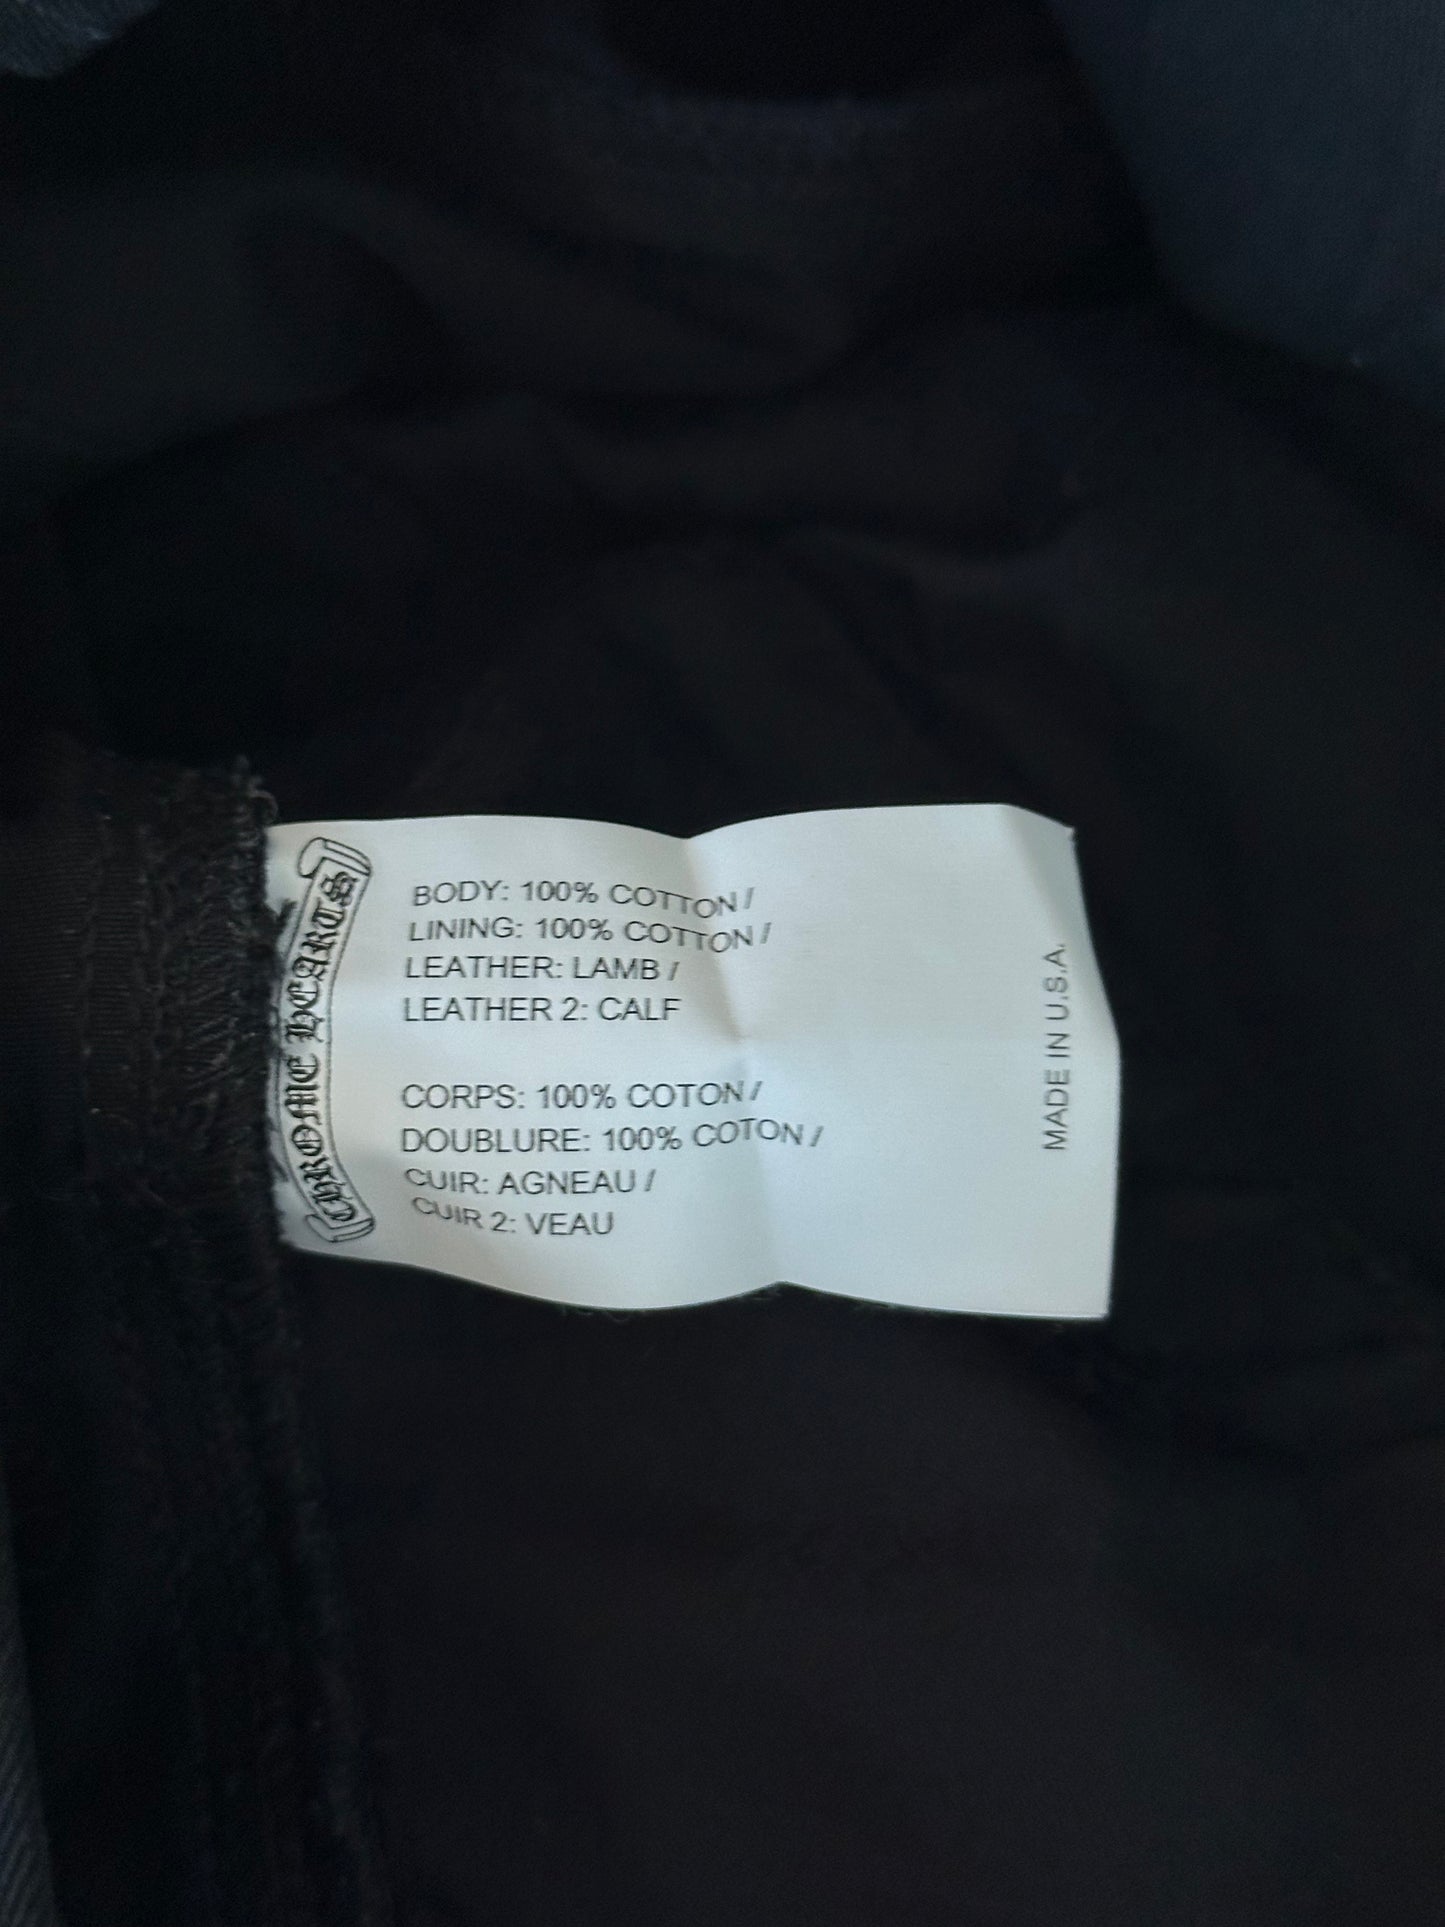 CHROME HEARTS
BODY: 100% COTTON /
LINING: 100% COTTON /
LEATHER: LAMB /
LEATHER 2: CALF
CORPS: 100% COTON /
DOUBLURE: 100% COTON /
CUIR: AGNEAU /
CUIR 2: VEAU
MADE IN U.S.A.